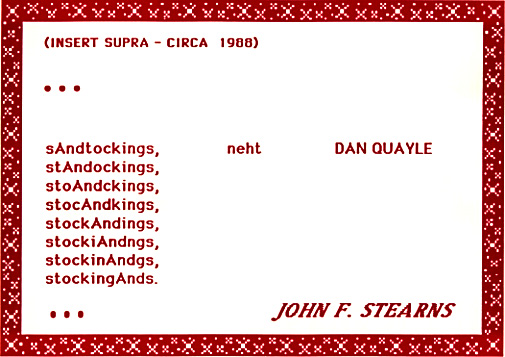 (INSERT SUPRA - CIRCA 1988)
...
sAndtockings, neht DAN QUAYLE
stAndockings,
stoAndckings,
stocAndkings,
stockAndings,
stockiAndngs,
stockinAndgs,
stockingAnds.
... JOHN F. STEARNS